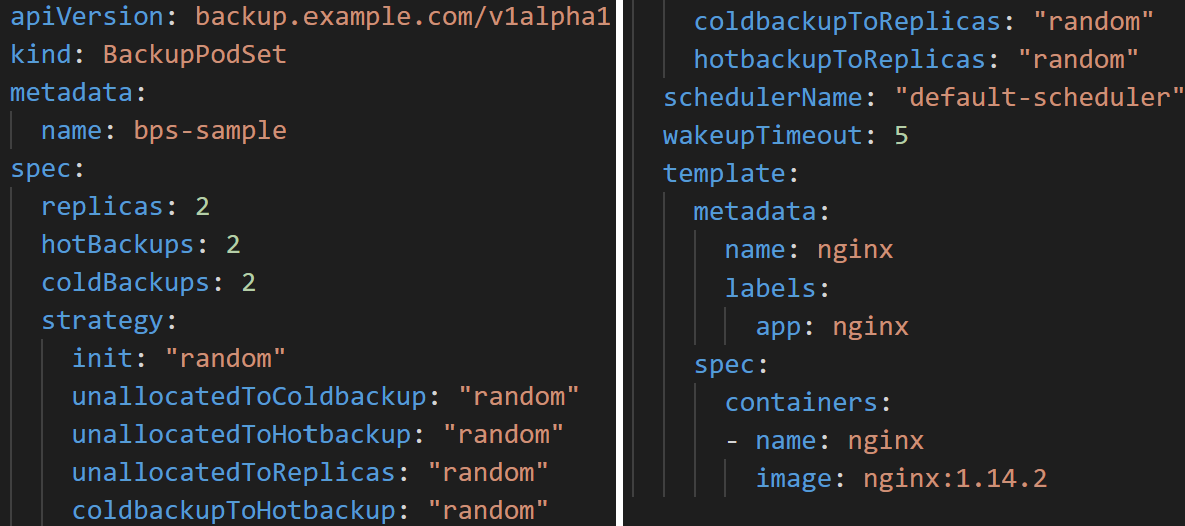 apiVersion: backup.example.com/v1alpha1
kind: BackupPodSet
metadata:
  name: bps-sample
spec:
  replicas: 2
  hotBackups: 2
  coldBackups: 2
  strategy:
    init: "random"
    unallocatedToColdbackup: "random"
    unallocatedToHotbackup: "random"
    unallocatedToReplicas: "random"
    coldbackupToHotbackup: "random"
    coldbackupToReplicas: "random"
    hotbackupToReplicas: "random"
  schedulerName: "default-scheduler"
  wakeupTimeout: 5
  template:
    metadata:
      name: nginx
      labels:
        app: nginx
    spec:
      containers:
      - name: nginx
        image: nginx:1.14.2